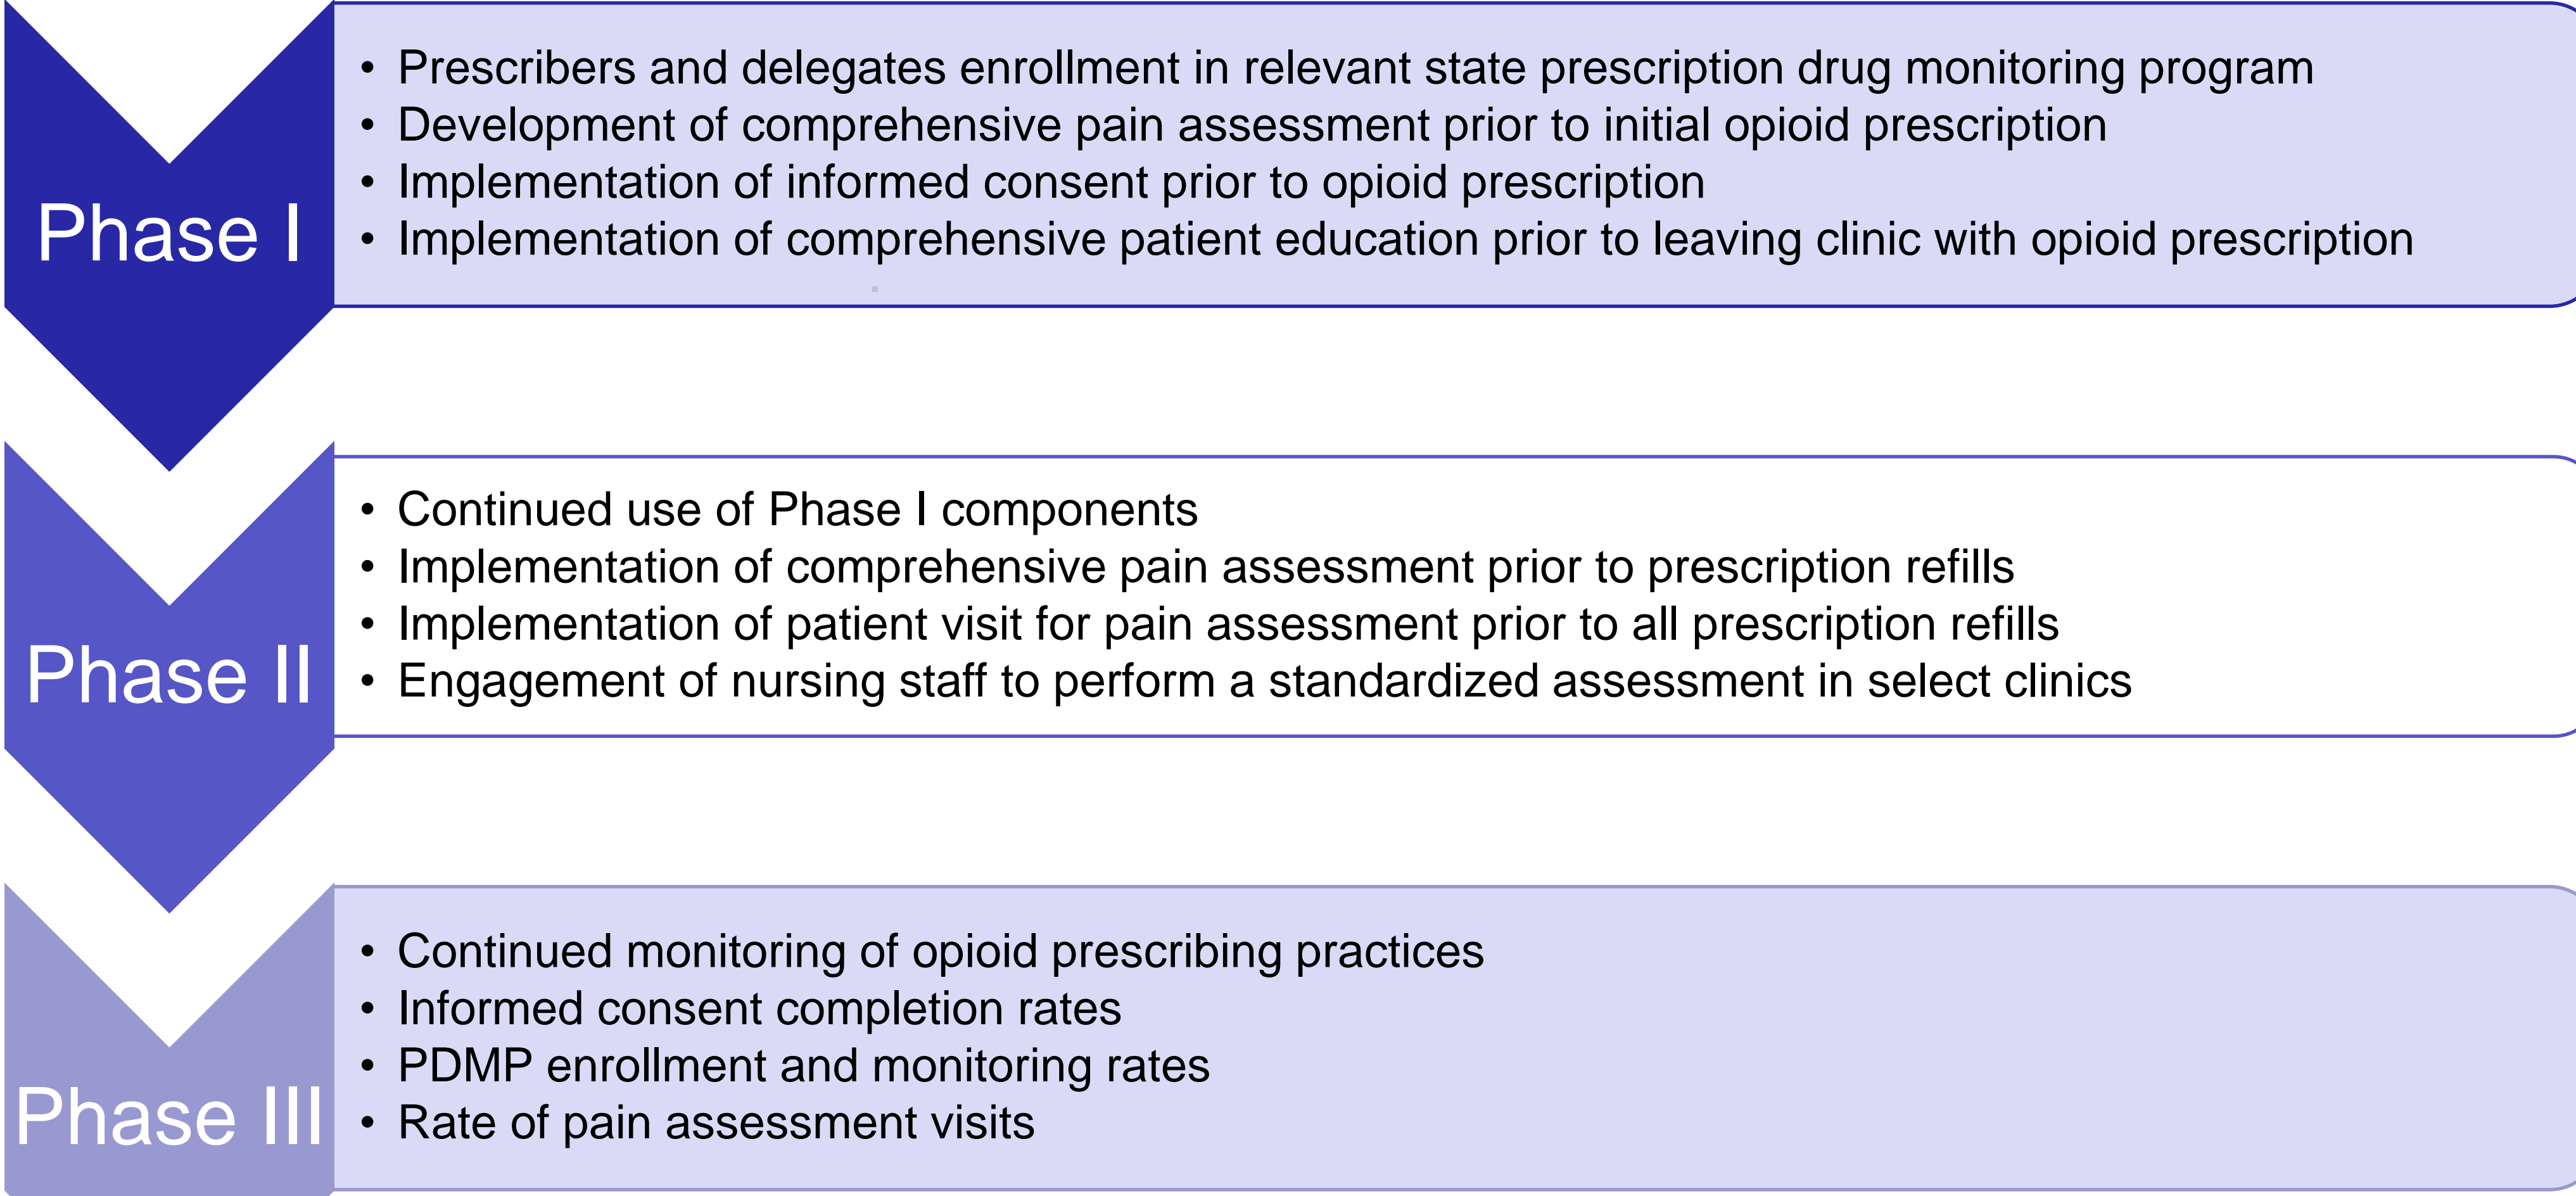 Phase I
• Prescribers and delegates enrollment in relevant state prescription drug monitoring program
• Development of comprehensive pain assessment prior to initial opioid prescription
• Implementation of informed consent prior to opioid prescription
• Implementation of comprehensive patient education prior to leaving clinic with opioid prescription
Phase II
• Continued use of Phase I components
• Implementation of comprehensive pain assessment prior to prescription refills
• Implementation of patient visit for pain assessment prior to all prescription refills
• Engagement of nursing staff to perform a standardized assessment in select clinics
Phase III
• Continued monitoring of opioid prescribing practices
• Informed consent completion rates
• PDMP enrollment and monitoring rates
• Rate of pain assessment visits